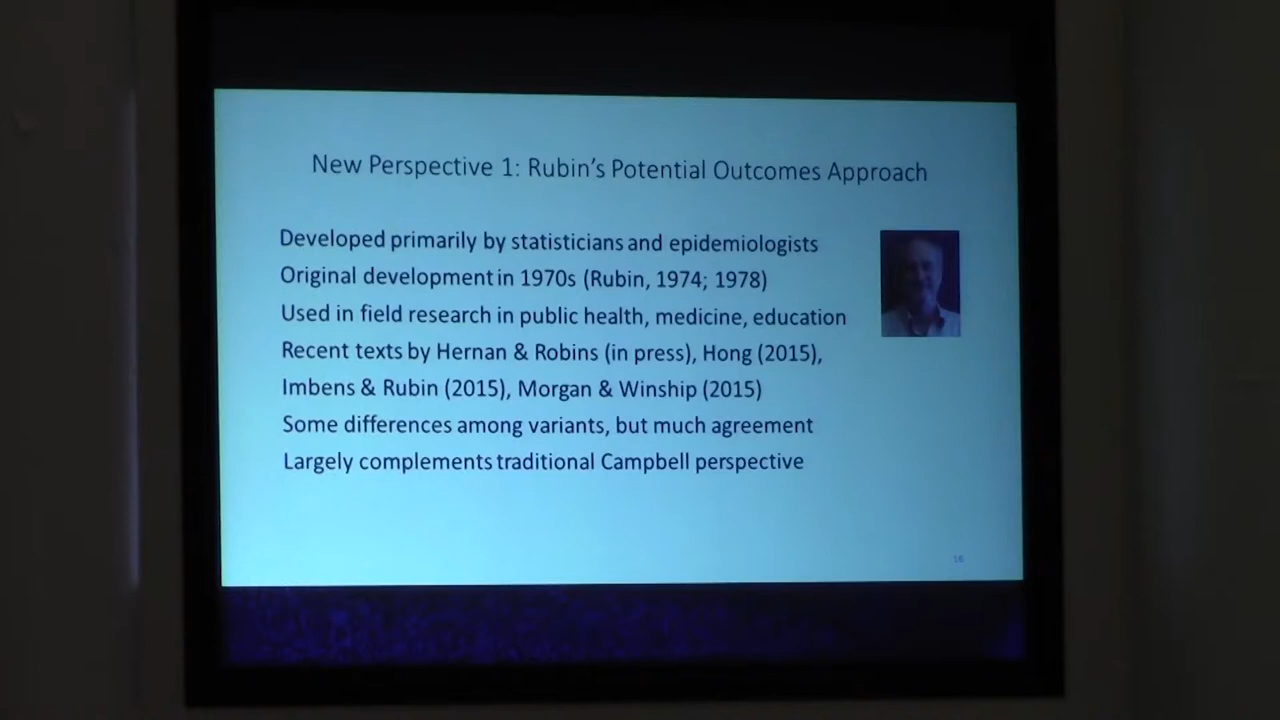 New Perspective 1: Rubin's Potential Outcomes Approach
Developed primarily by statisticians and epidemiologists
Original development in 1970s (Rubin, 1974; 1978)
Used in field research in public health, medicine, education
Recent texts by Hernan & Robins (in press), Hong (2015),
Imbens & Rubin (2015), Morgan & Winship (2015)
Some differences among variants, but much agreement
Largely complements traditional Campbell perspective
16